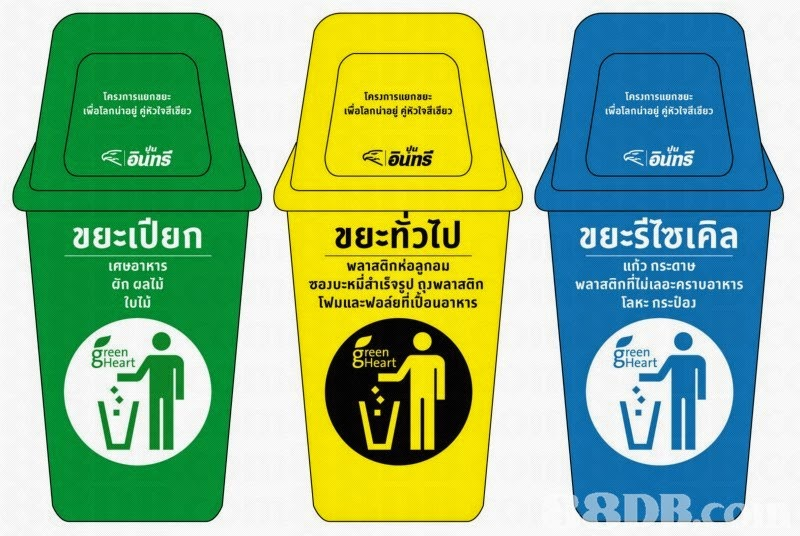 โครงการแยกขยะ
เพื่อโลกน่าอยู่ คู่หัวใจสีเขียว
ปูน
อินทรี
ขยะเปียก
เศษอาหาร
ผัก ผลไม้
ใบไม้
green
Heart
โครงการแยกขยะ
เพื่อโลกน่าอยู่ คู่หัวใจสีเขียว
ปูน
อินทรี
ขยะทั่วไป
พลาสติกห่อลูกอม
ซองบะหมี่สำเร็จรูป ถุงพลาสติก
โฟมและฟอล์ยที่เปื้อนอาหาร
green
Heart
โครงการแยกขยะ
เพื่อโลกน่าอยู่ คู่หัวใจสีเขียว
ปูน
อินทรี
ขยะรีไซเคิล
แก้ว กระดาษ
พลาสติกที่ไม่เลอะคราบอาหาร
โลหะ กระป๋อง
green
Heart